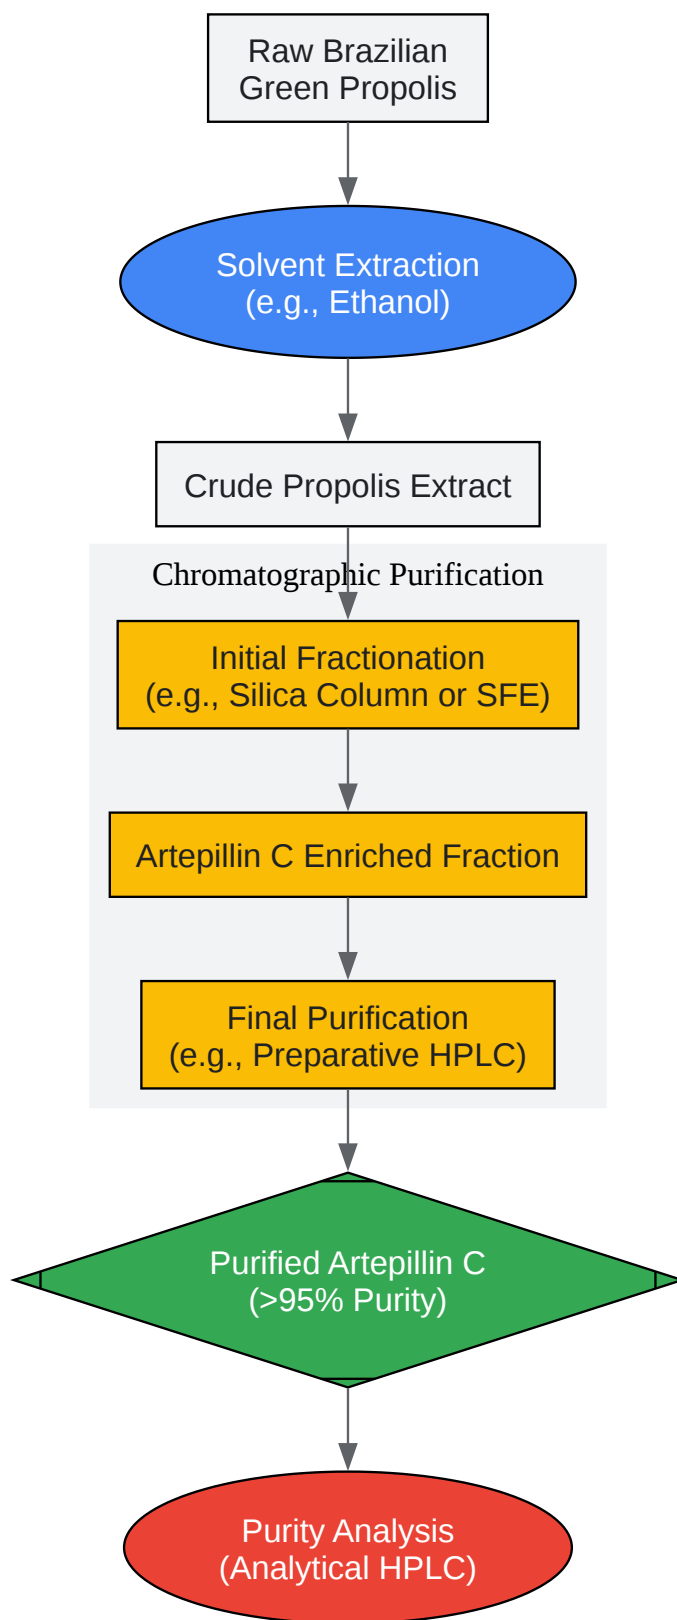 Raw Brazilian
Green Propolis
Solvent Extraction
(e.g., Ethanol)
Crude Propolis Extract
Chromatographic Purification
Initial Fractionation
(e.g., Silica Column or SFE)
Artepillin C Enriched Fraction
Final Purification
(e.g., Preparative HPLC)
Purified Artepillin C
(>95% Purity)
Purity Analysis
(Analytical HPLC)